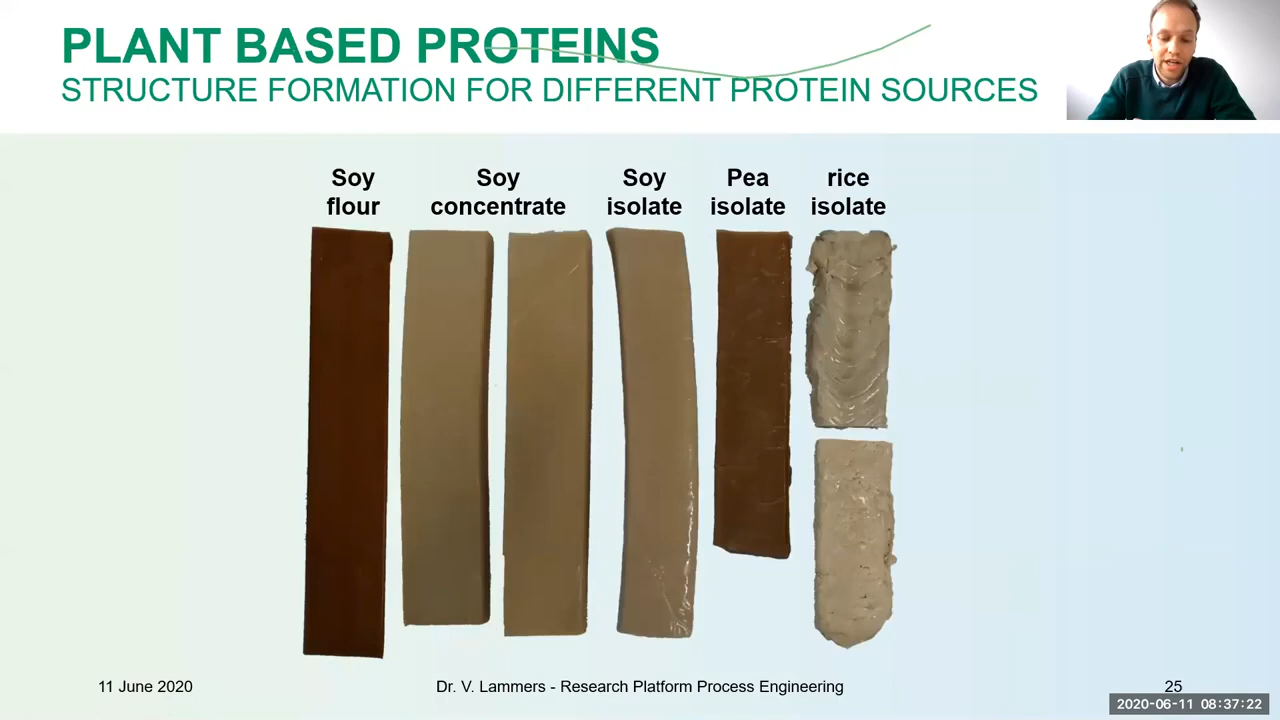 PLANT BASED PROTEINS
STRUCTURE FORMATION FOR DIFFERENT PROTEIN SOURCES
Soy
flour
Soy
concentrate
Soy
isolate
Pea
isolate
rice
isolate
11 June 2020
Dr. V. Lammers - Research Platform Process Engineering
25
2020-06-11 08:37:22